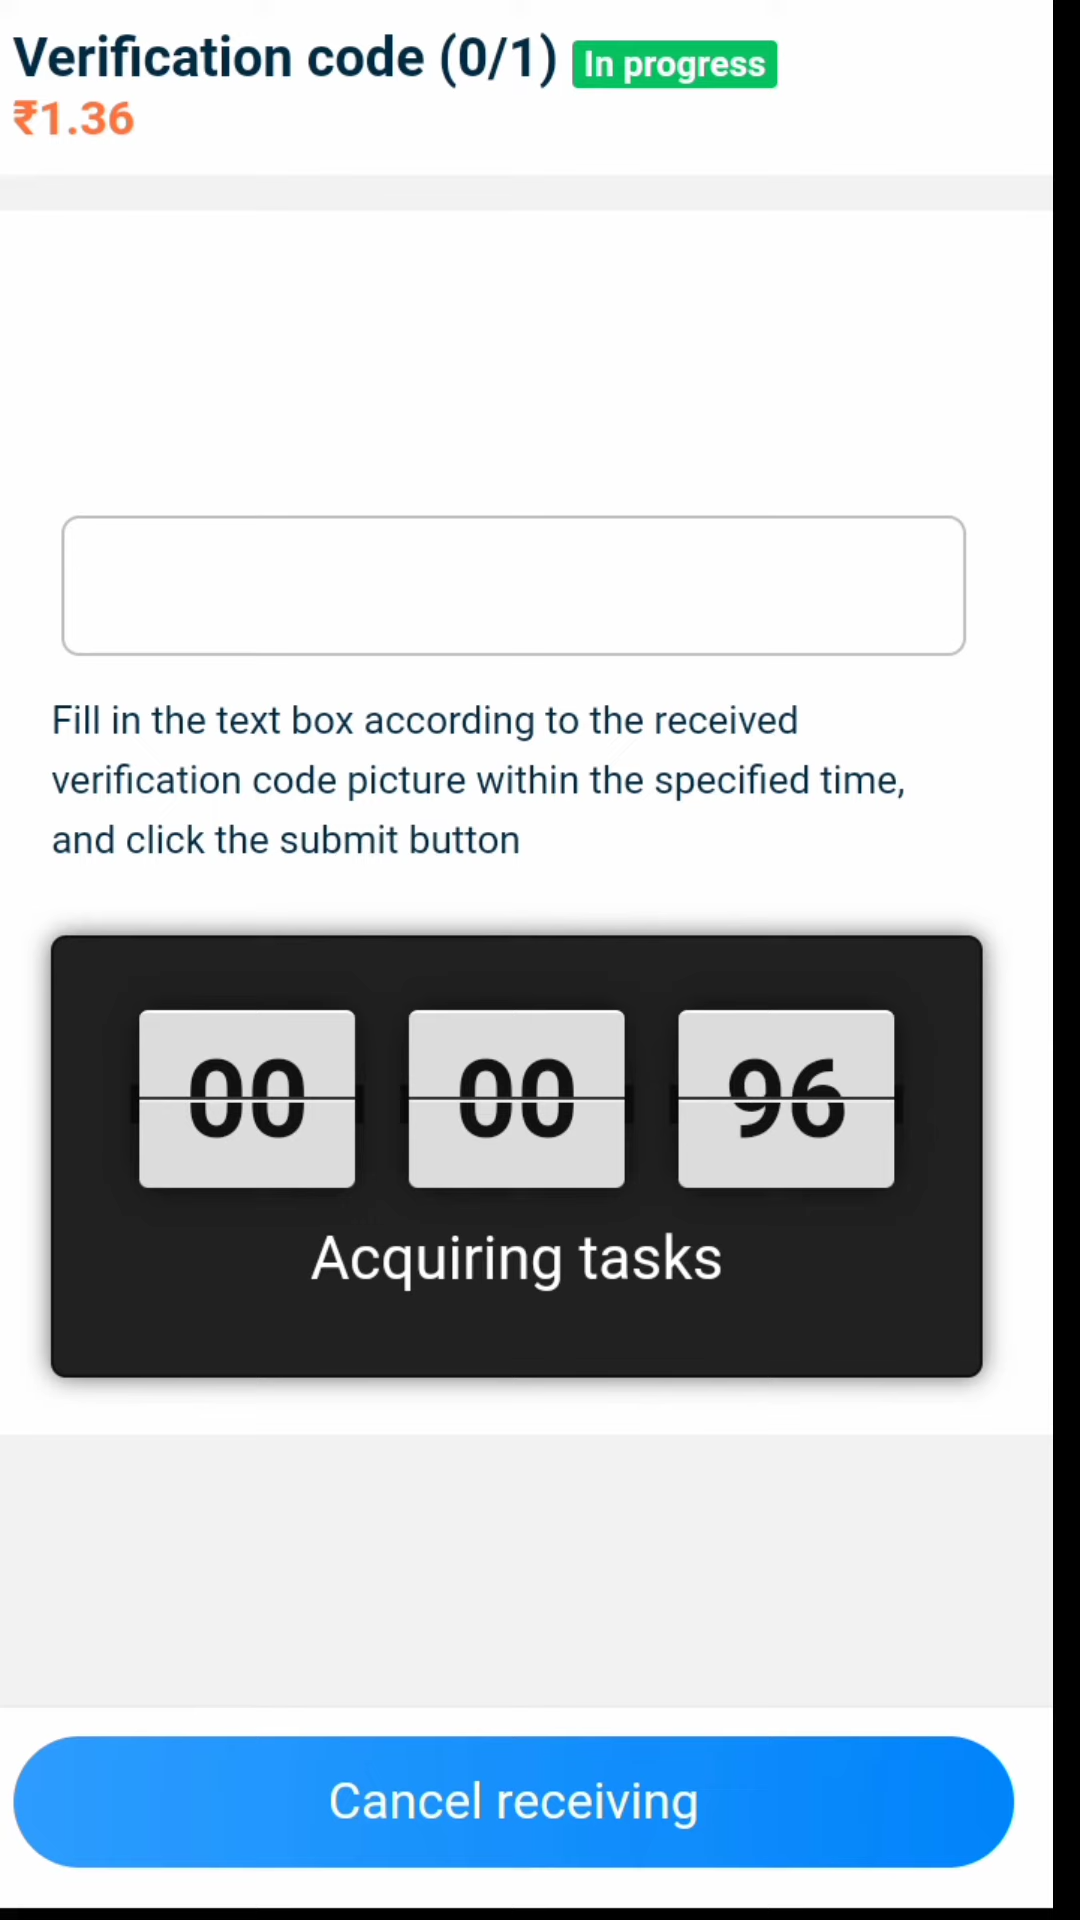 Verification code (0/1) In progress
₹1.36
Fill in the text box according to the received
verification code picture within the specified time,
and click the submit button
00 00 96
Acquiring tasks
Cancel receiving